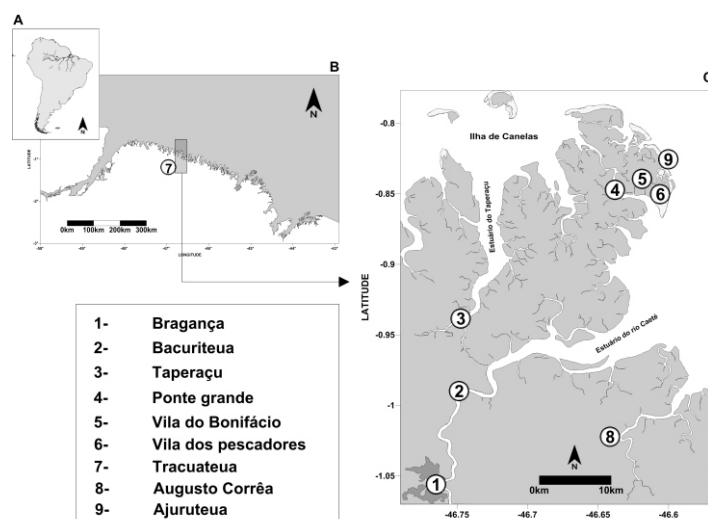 A
N
B
N
LATITUDE
7
0km 100km 200km 300km
LONGITUDE
1- Bragança
2- Bacuriteua
3- Taperaçu
4- Ponte grande
5- Vila do Bonifácio
6- Vila dos pescadores
7- Tracuateua
8- Augusto Corrêa
9- Ajuruteua
C
N
Ilha de Canelas
-0.8
-0.85
-0.9
-0.95
-1
-1.05
LATITUDE
Estuário do Taperaçu
Estuário do rio Caeté
9
5
4
6
3
2
8
1
N
0km 10km
-46.75 -46.7 -46.65 -46.6